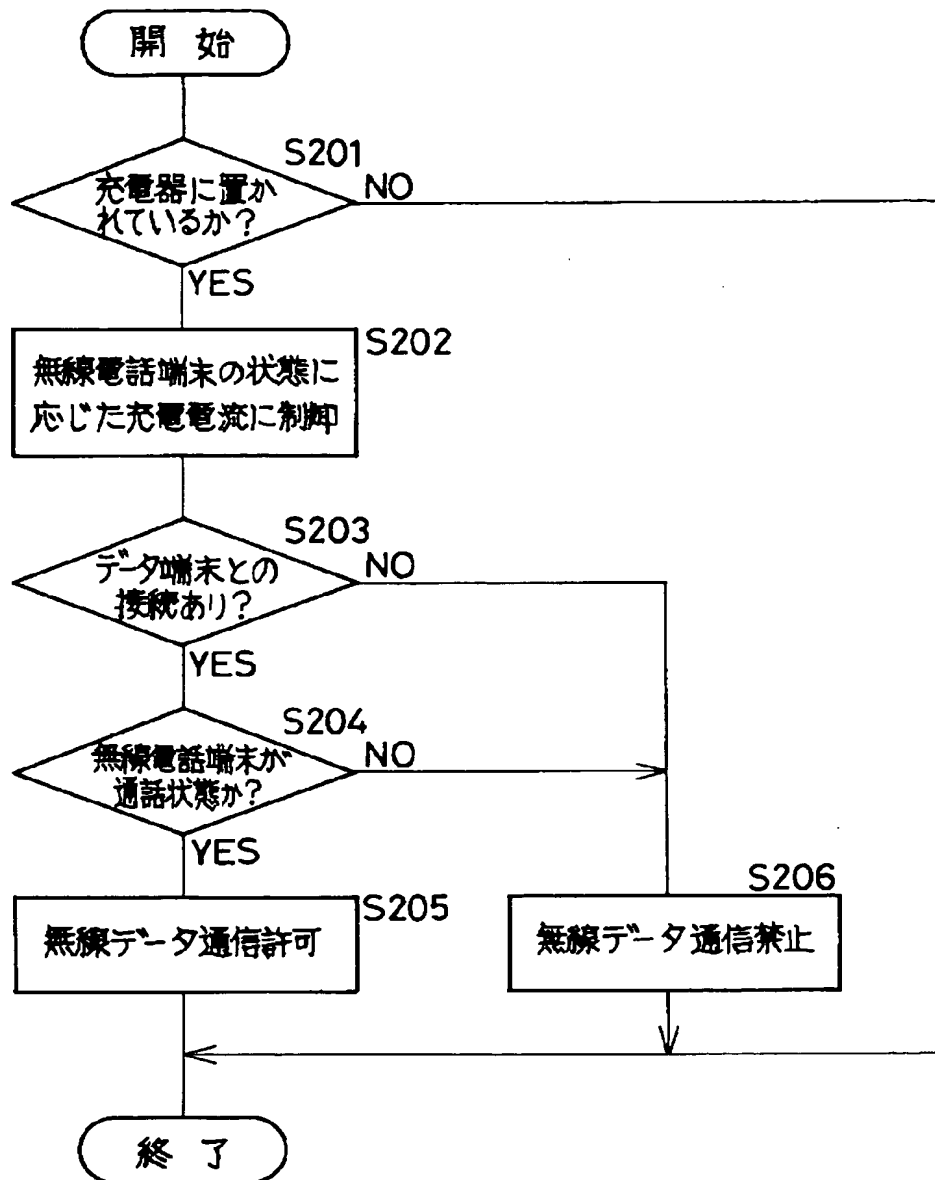 開始
S201
充電器に置か
れているか?
NO
YES
S202
無線電話端末の状態に
応じた充電電流に制御
S203
データ端末との
接続あり?
NO
YES
S204
無線電話端末が
通話状態か?
NO
YES
S205
無線データ通信許可
S206
無線データ通信禁止
終了